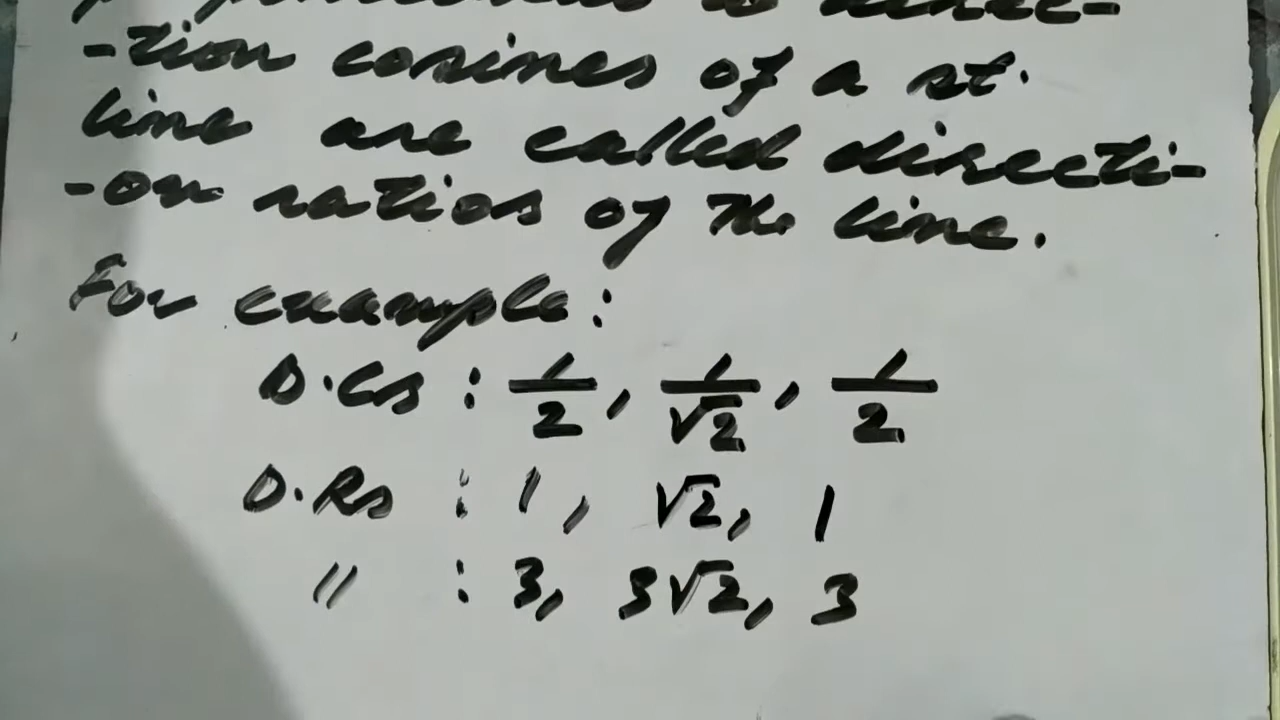 -tion cosines of a st.
line are called directi-
-on ratios of the line.
For example:
D.Cs : 1/2, 1/√2, 1/2
D.Rs : 1, √2, 1
" : 3, 3√2, 3